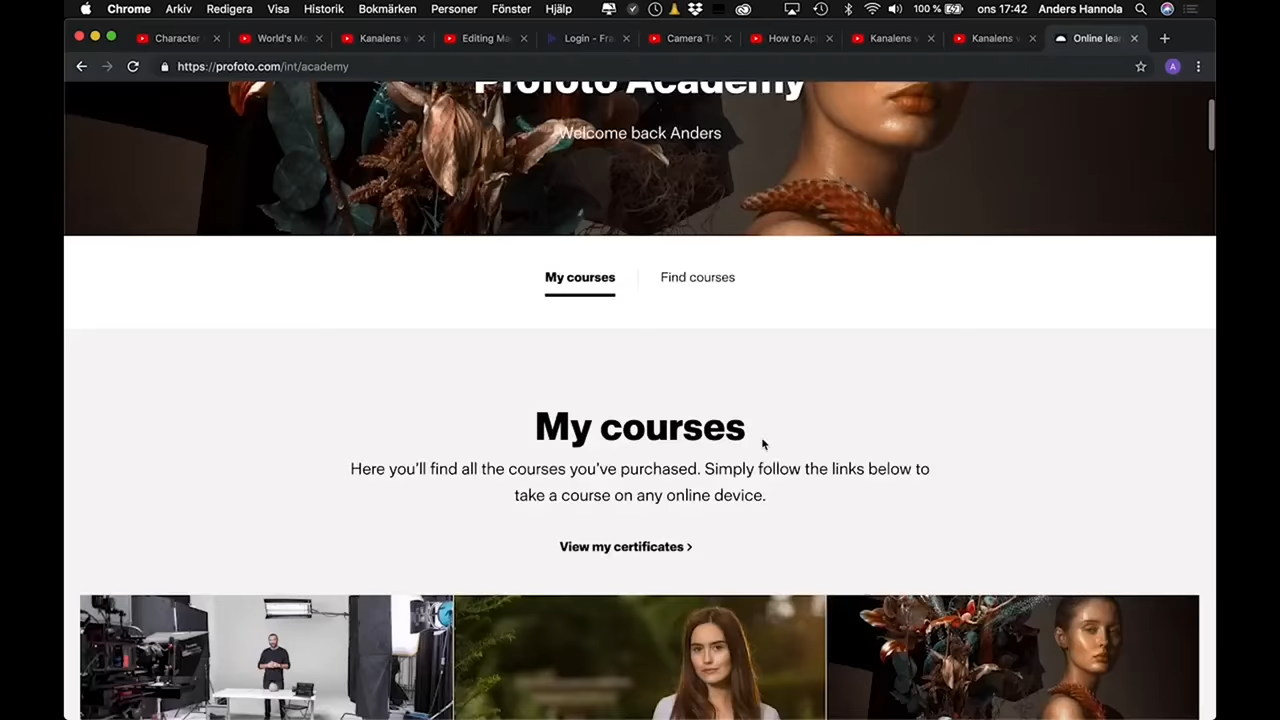 Chrome Arkiv Redigera Visa Historik Bokmärken Personer Fönster Hjälp 100 % ons 17:42 Anders Hannola
Character World's Mo Kanalens v Editing Ma Login - Fra Camera Th How to Ap Kanalens v Kanalens v Online lear
https://profoto.com/int/academy
Profoto Academy
Welcome back Anders
My courses Find courses
My courses
Here you'll find all the courses you've purchased. Simply follow the links below to
take a course on any online device.
View my certificates >